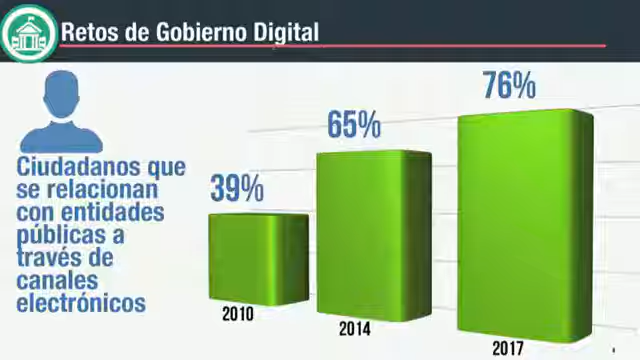 Retos de Gobierno Digital
76%
65%
39%
Ciudadanos que
se relacionan
con entidades
públicas a
través de
canales
electrónicos
2010
2014
2017